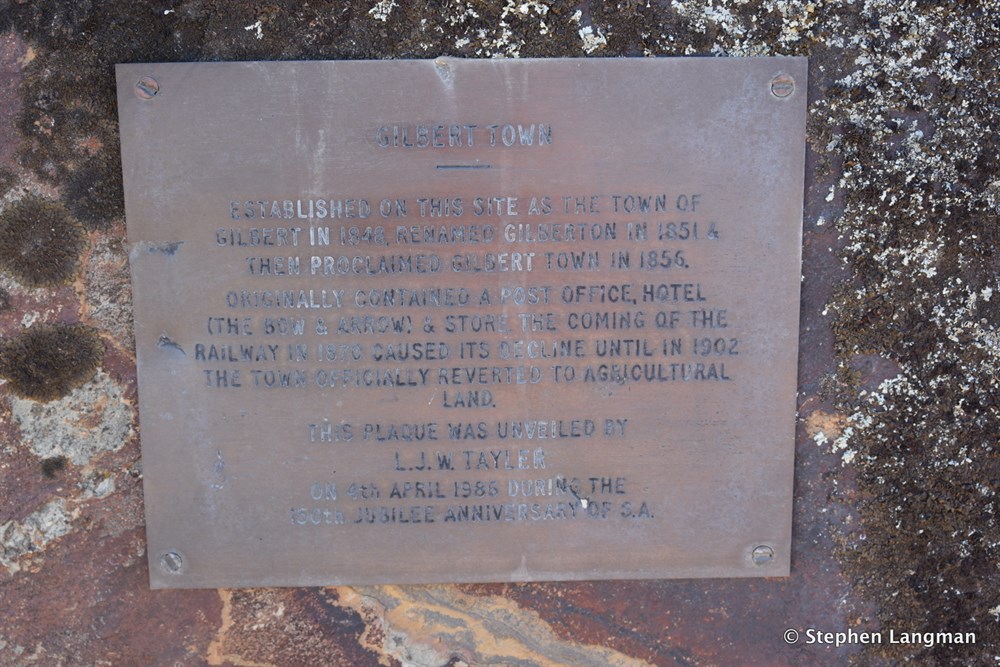 GILBERT TOWN
ESTABLISHED ON THIS SITE AS THE TOWN OF
GILBERT IN 1848, RENAMED GILBERTON IN 1851 &
THEN PROCLAIMED GILBERT TOWN IN 1856.
ORIGINALLY CONTAINED A POST OFFICE, HOTEL
(THE BOW & ARROW) & STORE. THE COMING OF THE
RAILWAY IN 1870 CAUSED ITS DECLINE UNTIL IN 1902
THE TOWN OFFICIALLY REVERTED TO AGRICULTURAL
LAND.
THIS PLAQUE WAS UNVEILED BY
L.J.W. TAYLER
ON 4th APRIL 1986 DURING THE
150th JUBILEE ANNIVERSARY OF S.A.
© Stephen Langman